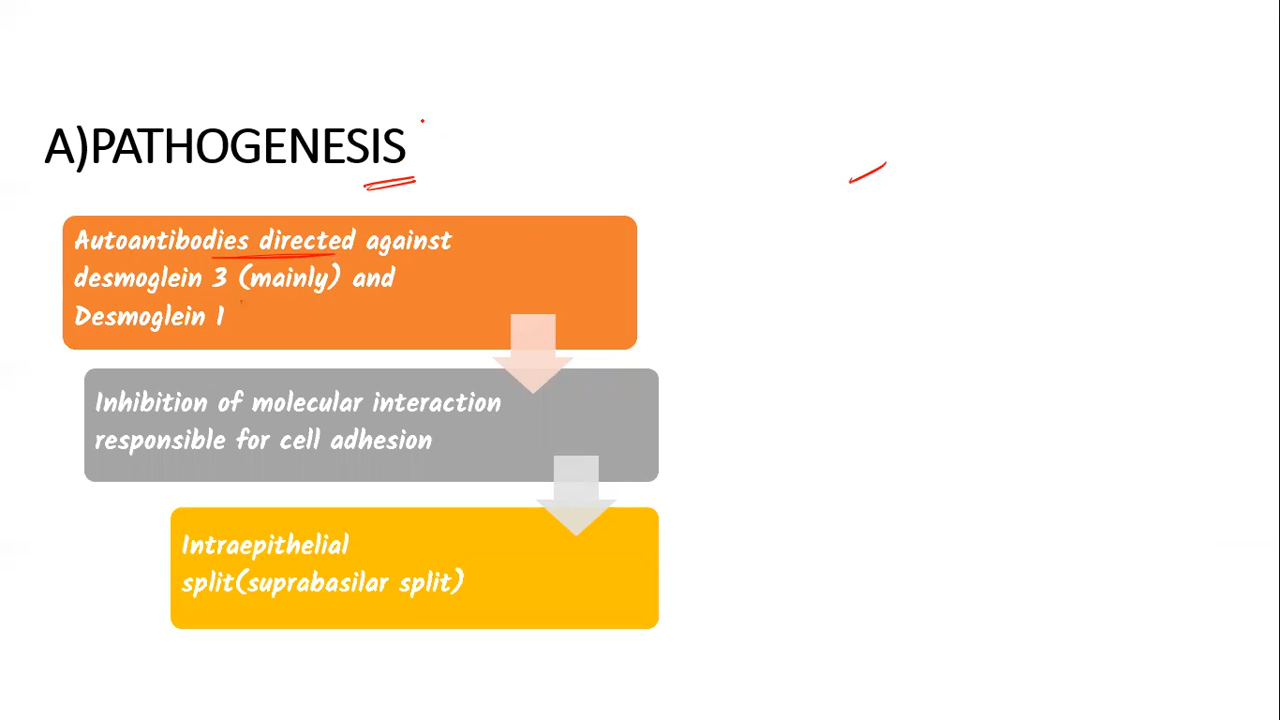 A)PATHOGENESIS
Autoantibodies directed against
desmoglein 3 (mainly) and
Desmoglein 1
Inhibition of molecular interaction
responsible for cell adhesion
Intraepithelial
split(suprabasilar split)